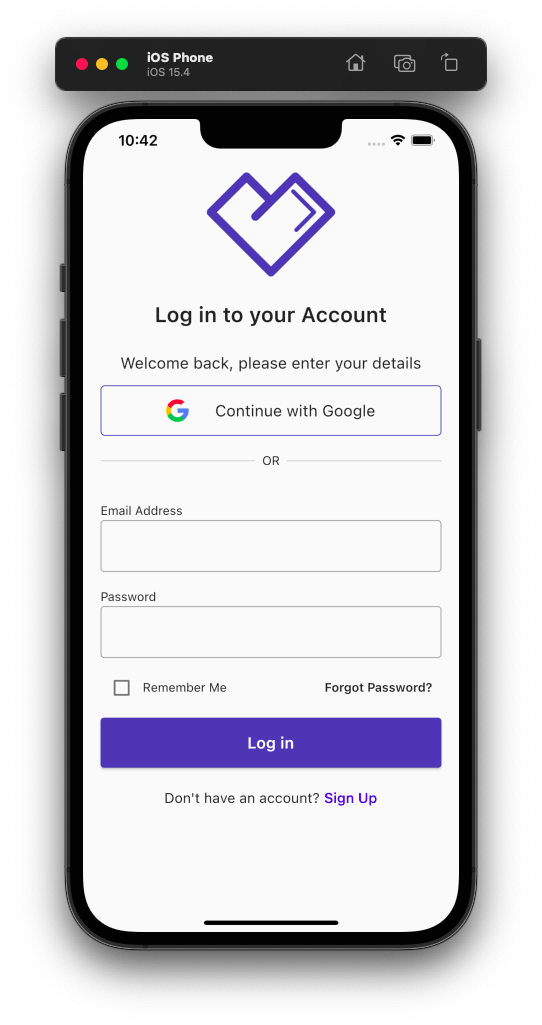 iOS Phone
iOS 15.4
10:42
Log in to your Account
Welcome back, please enter your details
Continue with Google
OR
Email Address
Password
Remember Me Forgot Password?
Log in
Don't have an account? Sign Up